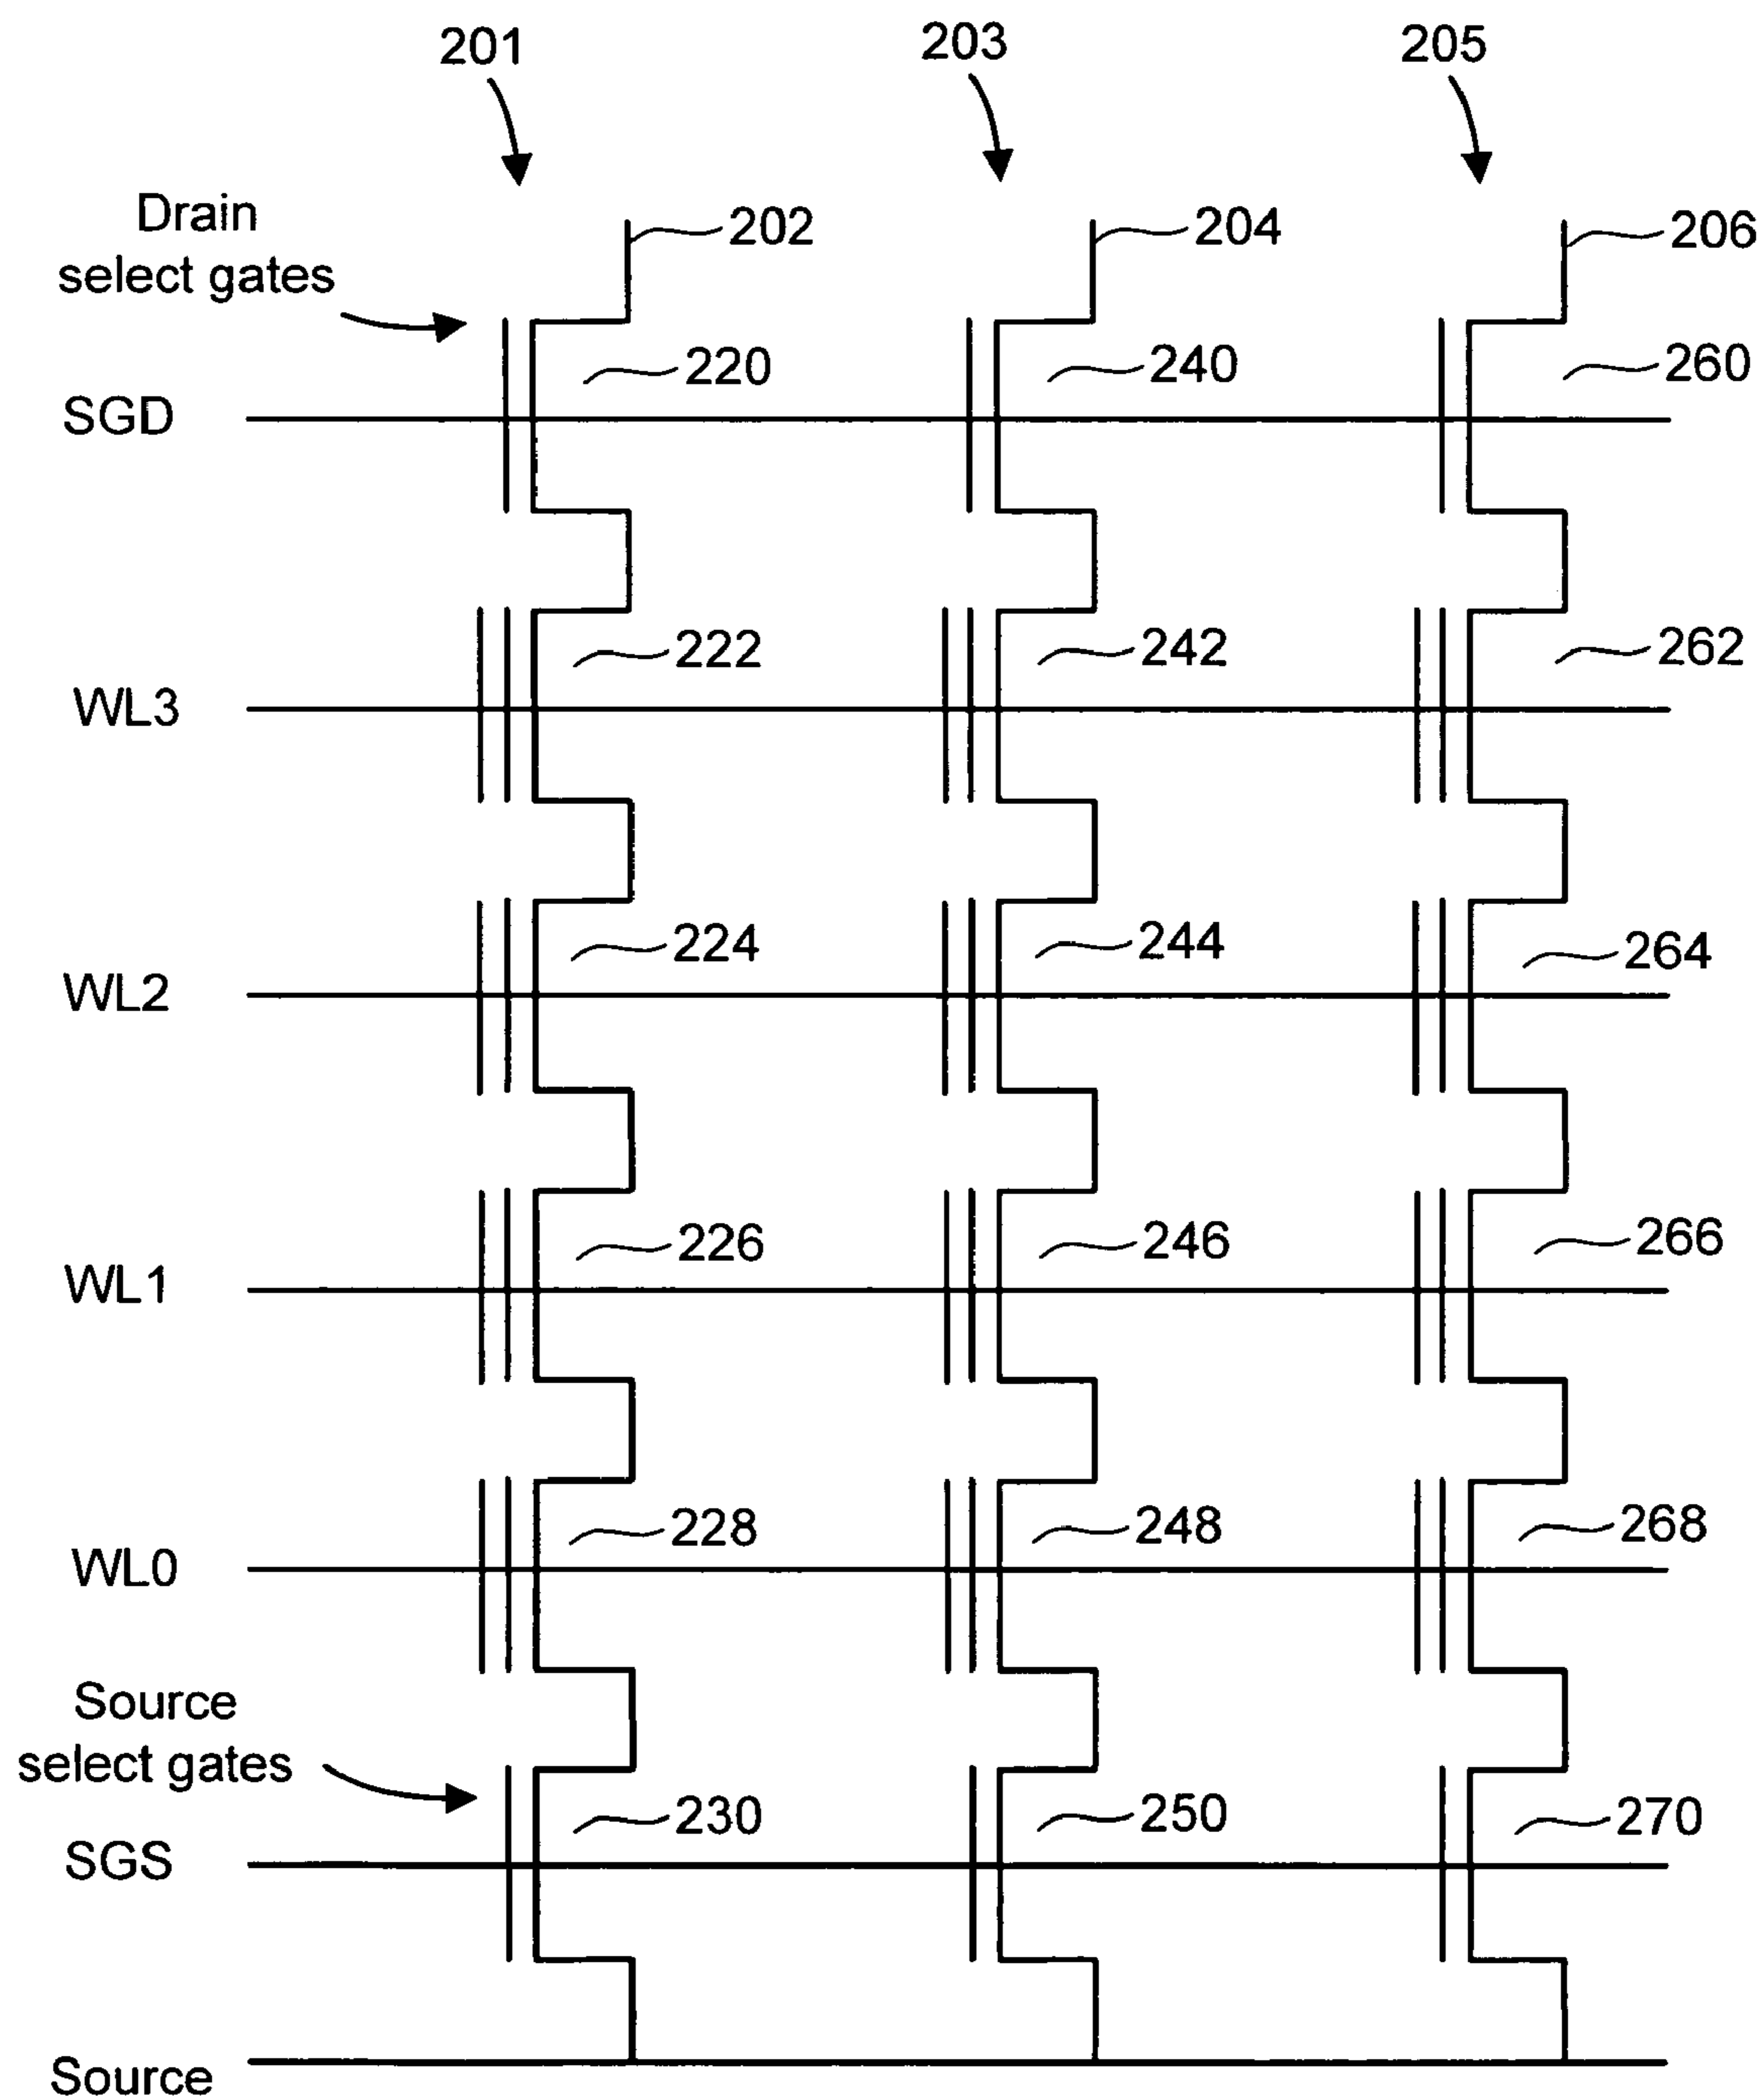 201 203 205
Drain
select gates
202 204 206
220 240 260
SGD
222 242 262
WL3
224 244 264
WL2
226 246 266
WL1
228 248 268
WL0
Source
select gates
230 250 270
SGS
Source